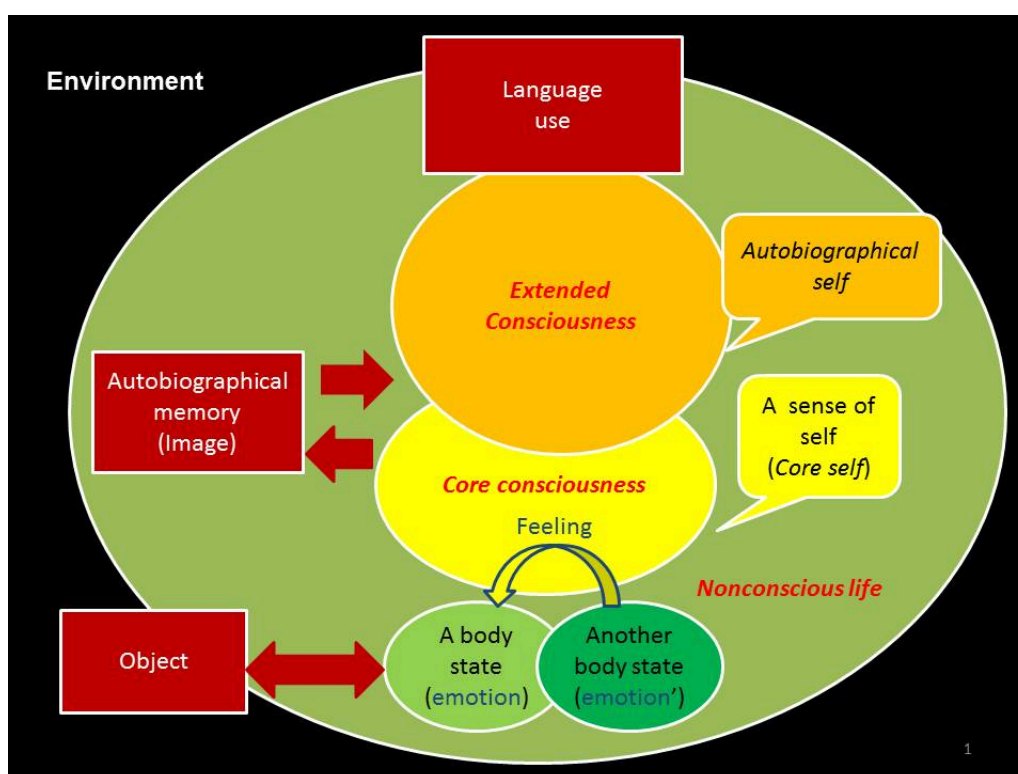 Environment
Language
use
Autobiographical
self
Extended
Consciousness
Autobiographical
memory
(Image)
A  sense of
self
(Core self)
Core consciousness
Feeling
Nonconscious life
Object
A body
state
(emotion)
Another
body state
(emotion’)
1